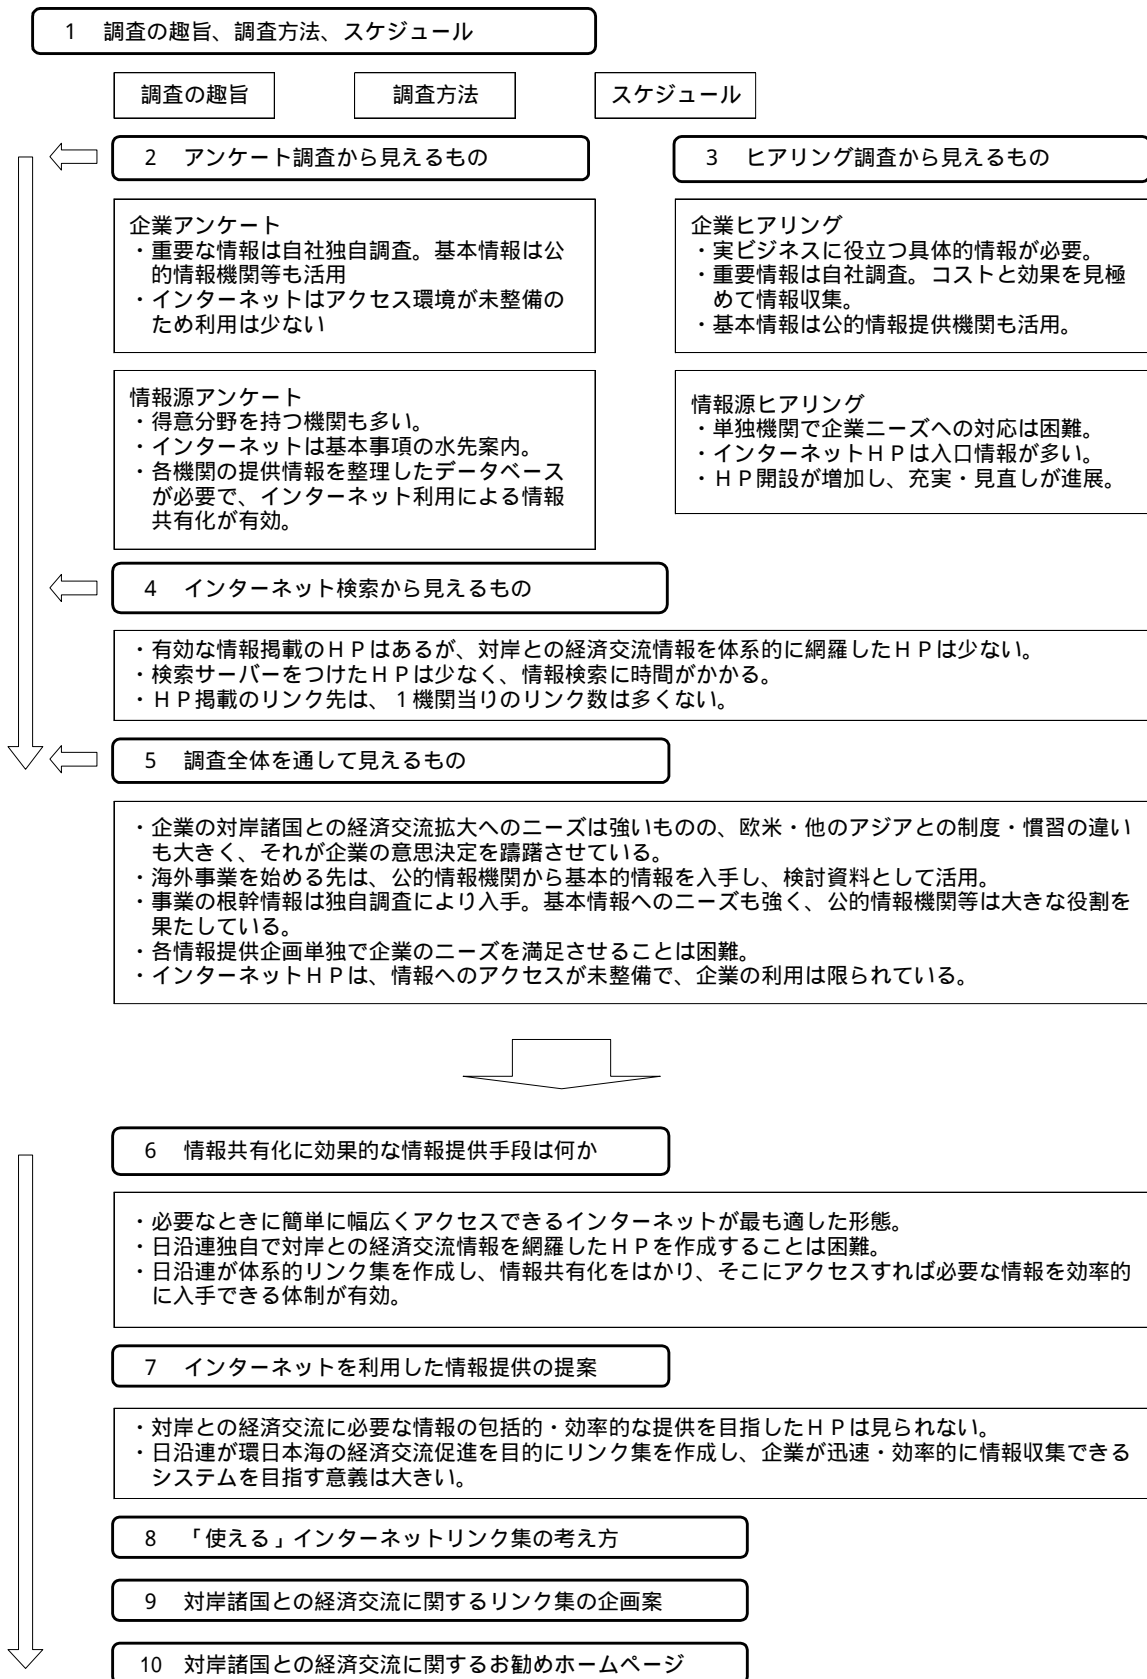 1 調査の趣旨、調査方法、スケジュール
調査の趣旨
調査方法
スケジュール
2 アンケート調査から見えるもの
企業アンケート
・重要な情報は自社独自調査。基本情報は公
的情報機関等も活用
・インターネットはアクセス環境が未整備の
ため利用は少ない
情報源アンケート
・得意分野を持つ機関も多い。
・インターネットは基本事項の水先案内。
・各機関の提供情報を整理したデータベース
が必要で、インターネット利用による情報
共有化が有効。
3 ヒアリング調査から見えるもの
企業ヒアリング
・実ビジネスに役立つ具体的情報が必要。
・重要情報は自社調査。コストと効果を見極
めて情報収集。
・基本情報は公的情報提供機関も活用。
情報源ヒアリング
・単独機関で企業ニーズへの対応は困難。
・インターネットHPは入口情報が多い。
・HP開設が増加し、充実・見直しが進展。
4 インターネット検索から見えるもの
・有効な情報掲載のHPはあるが、対岸との経済交流情報を体系的に網羅したHPは少ない。
・検索サーバーをつけたHPは少なく、情報検索に時間がかかる。
・HP掲載のリンク先は、1機関当りのリンク数は多くない。
5 調査全体を通して見えるもの
・企業の対岸諸国との経済交流拡大へのニーズは強いものの、欧米・他のアジアとの制度・慣習の違い
も大きく、それが企業の意思決定を躊躇させている。
・海外事業を始める先は、公的情報機関から基本的情報を入手し、検討資料として活用。
・事業の根幹情報は独自調査により入手。基本情報へのニーズも強く、公的情報機関等は大きな役割を
果たしている。
・各情報提供企画単独で企業のニーズを満足させることは困難。
・インターネットHPは、情報へのアクセスが未整備で、企業の利用は限られている。
6 情報共有化に効果的な情報提供手段は何か
・必要なときに簡単に幅広くアクセスできるインターネットが最も適した形態。
・日沿連独自で対岸との経済交流情報を網羅したHPを作成することは困難。
・日沿連が体系的リンク集を作成し、情報共有化をはかり、そこにアクセスすれば必要な情報を効率的
に入手できる体制が有効。
7 インターネットを利用した情報提供の提案
・対岸との経済交流に必要な情報の包括的・効率的な提供を目指したHPは見られない。
・日沿連が環日本海の経済交流促進を目的にリンク集を作成し、企業が迅速・効率的に情報収集できる
システムを目指す意義は大きい。
8 「使える」インターネットリンク集の考え方
9 対岸諸国との経済交流に関するリンク集の企画案
10 対岸諸国との経済交流に関するお勧めホームページ